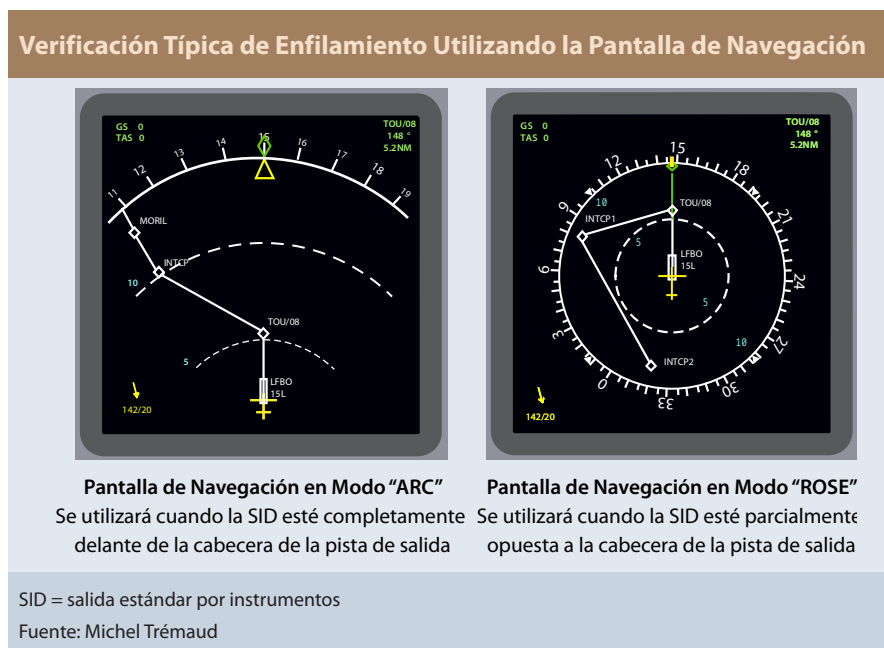 Verificación Típica de Enfilamiento Utilizando la Pantalla de Navegación
GS 0
TAS 0
TOU/08
148 °
5.2NM
11
12
13
14
15
16
17
18
19
MORIL
INTCP
10
TOU/08
5
LFBO
15L
142/20
GS 0
TAS 0
TOU/08
148 °
5.2NM
12
15
18
9
21
10
TOU/08
INTCP1
5
LFBO
15L
6
24
5
10
3
27
INTCP2
0
30
33
142/20
Pantalla de Navegación en Modo “ARC”
Se utilizará cuando la SID esté completamente
delante de la cabecera de la pista de salida
Pantalla de Navegación en Modo “ROSE”
Se utilizará cuando la SID esté parcialmente
opuesta a la cabecera de la pista de salida
SID = salida estándar por instrumentos
Fuente: Michel Trémaud